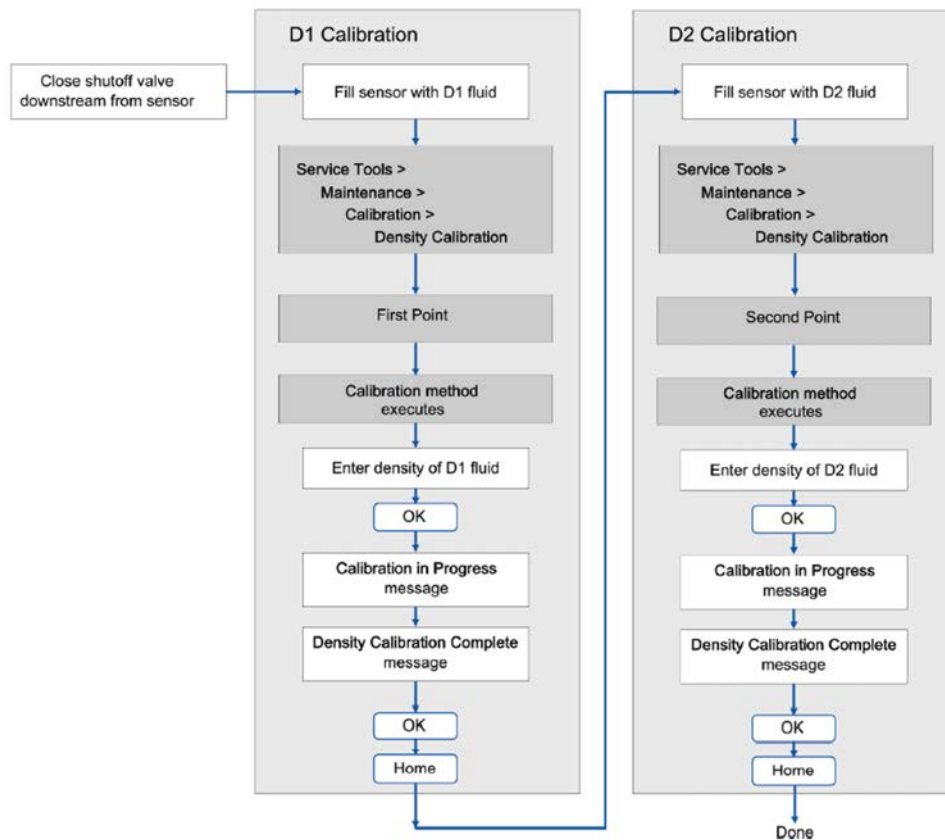 D1 Calibration
Close shutoff valve
downstream from sensor
Fill sensor with D1 fluid
Service Tools >
Maintenance >
Calibration >
Density Calibration
First Point
Calibration method
executes
Enter density of D1 fluid
OK
Calibration in Progress
message
Density Calibration Complete
message
OK
Home
D2 Calibration
Fill sensor with D2 fluid
Service Tools >
Maintenance >
Calibration >
Density Calibration
Second Point
Calibration method
executes
Enter density of D2 fluid
OK
Calibration in Progress
message
Density Calibration Complete
message
OK
Home
Done